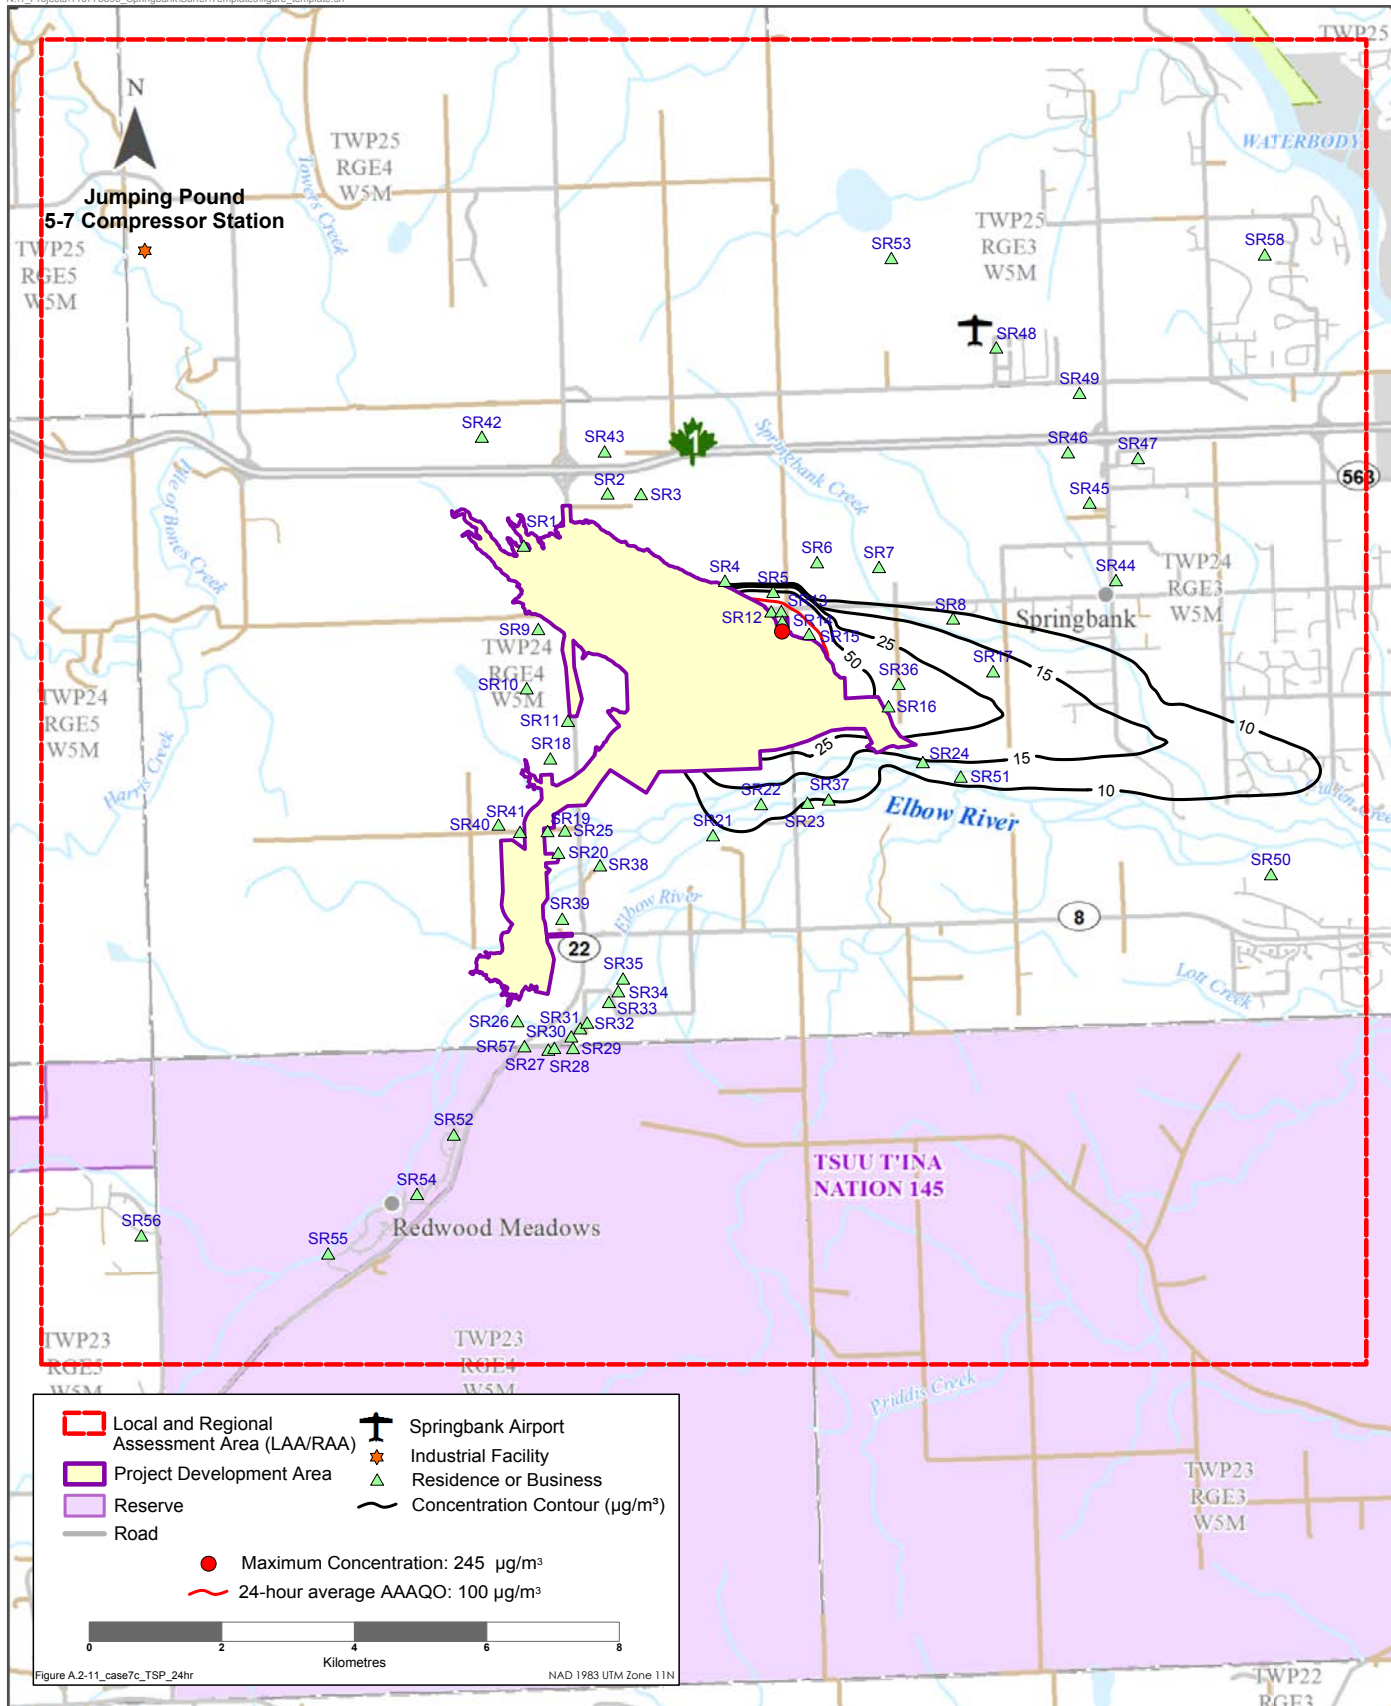 TWP25
N
TWP25
RGE4
W5M
WATERBODY
Towers Creek
Jumping Pound
5-7 Compressor Station
TWP25
RGE5
W5M
TWP25
RGE3
W5M
SR53
SR58
SR48
SR49
SR42
SR43
1
Springbank Creek
SR46
SR47
563
Pile of Bones Creek
SR2
SR3
SR45
SR1
SR4
SR5
SR6
SR7
SR44
TWP24
RGE3
W5M
SR8
Springbank
SR12
SR13
SR14
SR15
SR9
TWP24
RGE4
W5M
25
50
SR36
SR17
15
SR10
TWP24
RGE5
W5M
SR16
SR11
10
25
SR18
15
SR24
SR51
10
Harris Creek
SR22
SR37
SR23
Elbow River
SR41
SR40
SR19
SR25
SR21
SR20
SR38
SR50
Elbow River
SR39
8
22
SR35
SR34
SR33
Lott Creek
SR26
SR31
SR32
SR30
SR57
SR29
SR27
SR28
SR52
TSUU T'INA
NATION 145
SR54
Redwood Meadows
SR56
SR55
TWP23
RGE5
W5M
TWP23
RGE4
W5M
Priddis Creek
TWP23
RGE3
W5M
Local and Regional
Assessment Area (LAA/RAA)
Project Development Area
Reserve
Road
Springbank Airport
Industrial Facility
Residence or Business
Concentration Contour (µg/m³)
Maximum Concentration: 245 µg/m³
24-hour average AAAQO: 100 µg/m³
0 2 4 6 8
Kilometres
Figure A.2-11_case7c_TSP_24hr
NAD 1983 UTM Zone 11N
TWP22
RGE3